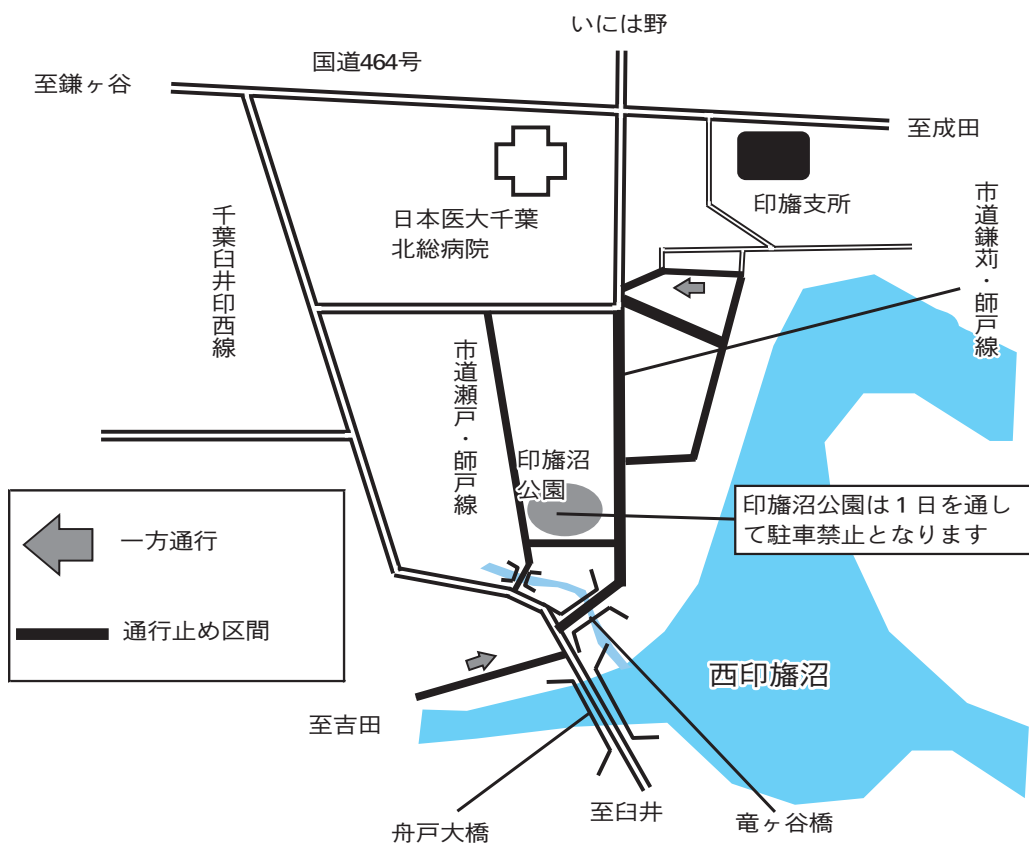 いには野
国道464号
至鎌ヶ谷
至成田
印旛支所
市道鎌苅・師戸線
千葉臼井印西線
日本医大千葉
北総病院
市道瀬戸・師戸線
印旛沼
公園
印旛沼公園は１日を通し
て駐車禁止となります
一方通行
通行止め区間
西印旛沼
至吉田
至臼井
舟戸大橋
竜ヶ谷橋